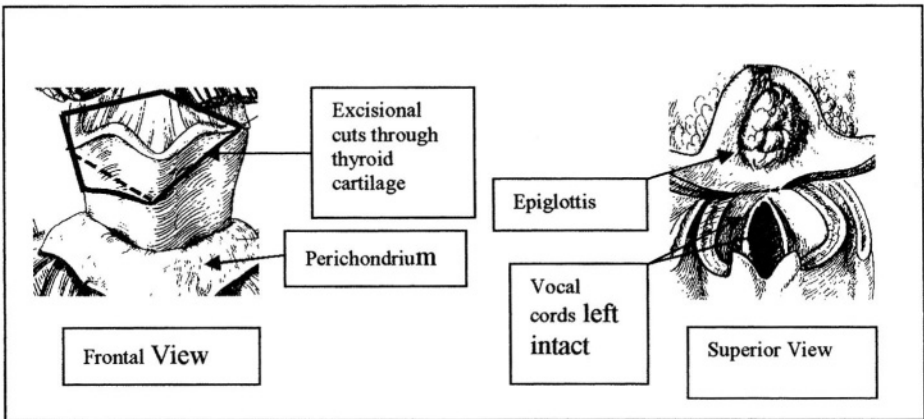 Excisional
cuts through
thyroid
cartilage
Perichondrium
Frontal View
Epiglottis
Vocal
cords left
intact
Superior View